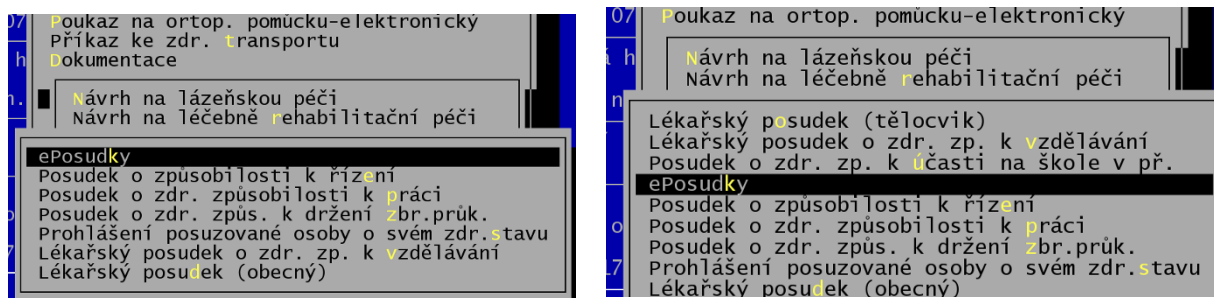 07 Poukaz na ortop. pomůcku-elektronický
Příkaz ke zdr. transportu
h Dokumentace
n. Návrh na lázeňskou péči
Návrh na léčebně rehabilitační péči
ePosudky
Posudek o způsobilosti k řízení
Posudek o zdr. způsobilosti k práci
Posudek o zdr. způs. k držení zbr.průk.
Prohlášení posuzované osoby o svém zdr.stavu
Lékařský posudek o zdr. zp. k vzdělávání
Lékařský posudek (obecný)
07 Poukaz na ortop. pomůcku-elektronický
h Návrh na lázeňskou péči
Návrh na léčebně rehabilitační péči
n
Lékařský posudek (tělocvik)
Lékařský posudek o zdr. zp. k vzdělávání
Posudek o zdr. zp. k účasti na škole v př.
ePosudky
Posudek o způsobilosti k řízení
o Posudek o zdr. způsobilosti k práci
Posudek o zdr. způs. k držení zbr.průk.
17 Prohlášení posuzované osoby o svém zdr.stavu
Lékařský posudek (obecný)